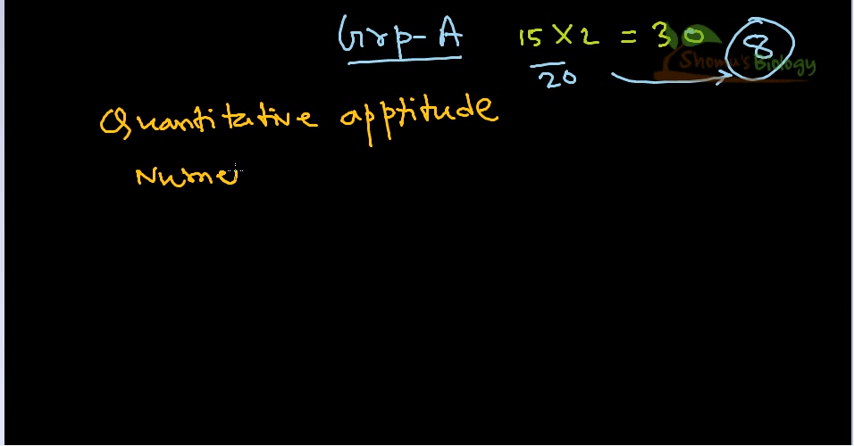 Grp-A 15 X 2 = 30 8
20
Shomu's Biology
Quantitative apptitude
Nume